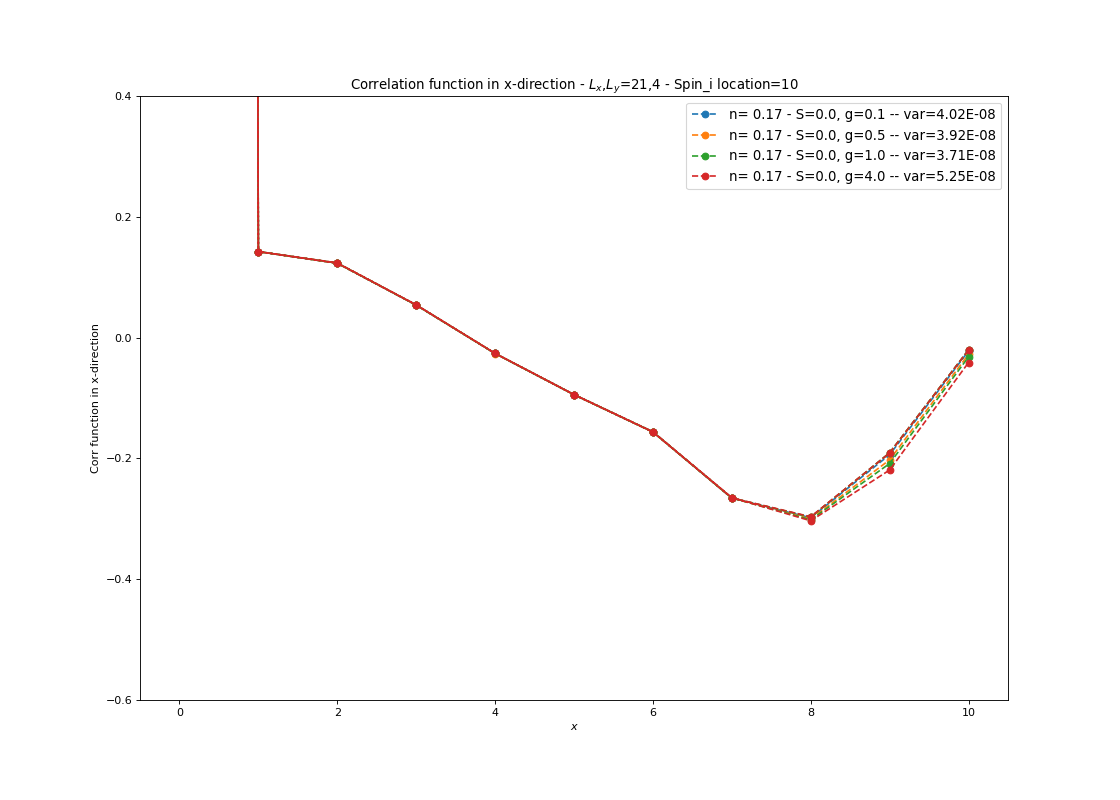 Correlation function in x-direction - $L_x$,$L_y$=21,4 - Spin_i location=10
n= 0.17 - S=0.0, g=0.1 -- var=4.02E-08
n= 0.17 - S=0.0, g=0.5 -- var=3.92E-08
n= 0.17 - S=0.0, g=1.0 -- var=3.71E-08
n= 0.17 - S=0.0, g=4.0 -- var=5.25E-08
Corr function in x-direction
0.4
0.2
0.0
−0.2
−0.4
−0.6
0 2 4 6 8 10
x